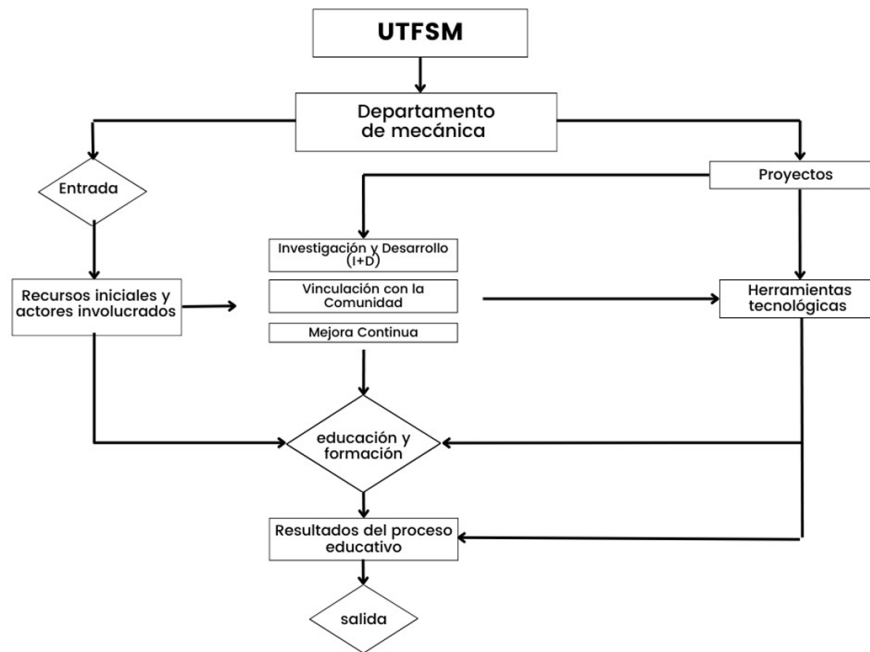 UTFSM
Departamento
de mecánica
Entrada
Proyectos
Investigación y Desarrollo
(I+D)
Recursos iniciales y
actores involucrados
Vinculación con la
Comunidad
Herramientas
tecnológicas
Mejora Continua
educación y
formación
Resultados del proceso
educativo
salida